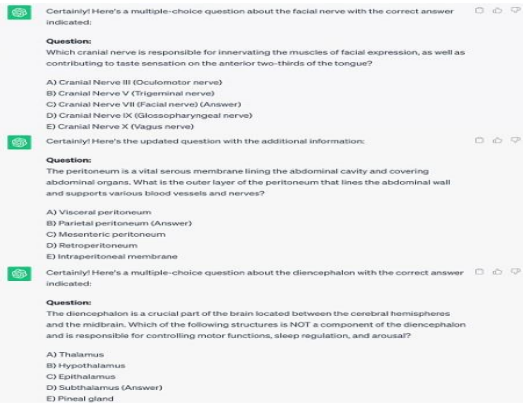 Certainly! Here's a multiple-choice question about the facial nerve with the correct answer
indicated:
Question:
Which cranial nerve is responsible for innervating the muscles of facial expression, as well as
contributing to taste sensation on the anterior two-thirds of the tongue?
A) Cranial Nerve III (Oculomotor nerve)
B) Cranial Nerve V (Trigeminal nerve)
C) Cranial Nerve VII (Facial nerve) (Answer)
D) Cranial Nerve IX (Glossopharyngeal nerve)
E) Cranial Nerve X (Vagus nerve)
Certainly! Here's the updated question with the additional information:
Question:
The peritoneum is a vital serous membrane lining the abdominal cavity and covering
abdominal organs. What is the outer layer of the peritoneum that lines the abdominal wall
and supports various blood vessels and nerves?
A) Visceral peritoneum
B) Parietal peritoneum (Answer)
C) Mesenteric peritoneum
D) Retroperitoneum
E) Intraperitoneal membrane
Certainly! Here's a multiple-choice question about the diencephalon with the correct answer
indicated:
Question:
The diencephalon is a crucial part of the brain located between the cerebral hemispheres
and the midbrain. Which of the following structures is NOT a component of the diencephalon
and is responsible for controlling motor functions, sleep regulation, and arousal?
A) Thalamus
B) Hypothalamus
C) Epithalamus
D) Subthalamus (Answer)
E) Pineal gland